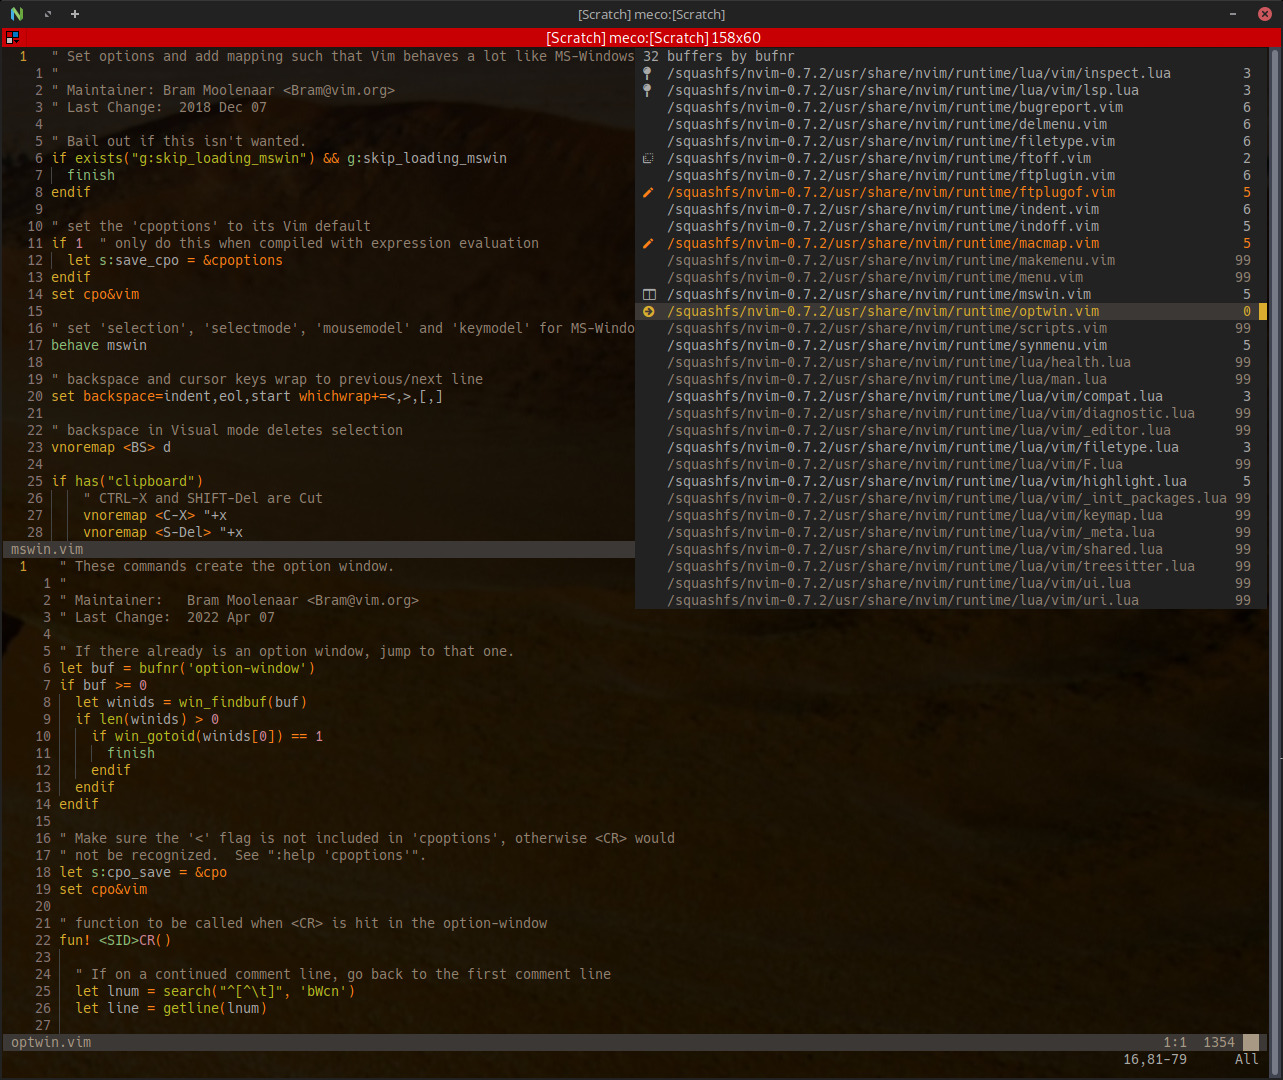 [Scratch] meco:[Scratch]
[Scratch] meco:[Scratch] 158x60
1 " Set options and add mapping such that Vim behaves a lot like MS-Windows
1 "
2 " Maintainer: Bram Moolenaar <Bram@vim.org>
3 " Last Change:  2018 Dec 07
4
5 " Bail out if this isn't wanted.
6 if exists("g:skip_loading_mswin") && g:skip_loading_mswin
7   finish
8 endif
9
10 " set the 'cpoptions' to its Vim default
11 if 1  " only do this when compiled with expression evaluation
12   let s:save_cpo = &cpoptions
13 endif
14 set cpo&vim
15
16 " set 'selection', 'selectmode', 'mousemodel' and 'keymodel' for MS-Windo
17 behave mswin
18
19 " backspace and cursor keys wrap to previous/next line
20 set backspace=indent,eol,start whichwrap+=<,>,[,]
21
22 " backspace in Visual mode deletes selection
23 vnoremap <BS> d
24
25 if has("clipboard")
26     " CTRL-X and SHIFT-Del are Cut
27     vnoremap <C-X> "+x
28     vnoremap <S-Del> "+x
mswin.vim
32 buffers by bufnr
/squashfs/nvim-0.7.2/usr/share/nvim/runtime/lua/vim/inspect.lua 3
/squashfs/nvim-0.7.2/usr/share/nvim/runtime/lua/vim/lsp.lua 3
/squashfs/nvim-0.7.2/usr/share/nvim/runtime/bugreport.vim 6
/squashfs/nvim-0.7.2/usr/share/nvim/runtime/delmenu.vim 6
/squashfs/nvim-0.7.2/usr/share/nvim/runtime/filetype.vim 6
/squashfs/nvim-0.7.2/usr/share/nvim/runtime/ftoff.vim 2
/squashfs/nvim-0.7.2/usr/share/nvim/runtime/ftplugin.vim 6
/squashfs/nvim-0.7.2/usr/share/nvim/runtime/ftplugof.vim 5
/squashfs/nvim-0.7.2/usr/share/nvim/runtime/indent.vim 6
/squashfs/nvim-0.7.2/usr/share/nvim/runtime/indoff.vim 5
/squashfs/nvim-0.7.2/usr/share/nvim/runtime/macmap.vim 5
/squashfs/nvim-0.7.2/usr/share/nvim/runtime/makemenu.vim 99
/squashfs/nvim-0.7.2/usr/share/nvim/runtime/menu.vim 99
/squashfs/nvim-0.7.2/usr/share/nvim/runtime/mswin.vim 5
/squashfs/nvim-0.7.2/usr/share/nvim/runtime/optwin.vim 0
/squashfs/nvim-0.7.2/usr/share/nvim/runtime/scripts.vim 99
/squashfs/nvim-0.7.2/usr/share/nvim/runtime/synmenu.vim 5
/squashfs/nvim-0.7.2/usr/share/nvim/runtime/lua/health.lua 99
/squashfs/nvim-0.7.2/usr/share/nvim/runtime/lua/man.lua 99
/squashfs/nvim-0.7.2/usr/share/nvim/runtime/lua/vim/compat.lua 3
/squashfs/nvim-0.7.2/usr/share/nvim/runtime/lua/vim/diagnostic.lua 99
/squashfs/nvim-0.7.2/usr/share/nvim/runtime/lua/vim/_editor.lua 99
/squashfs/nvim-0.7.2/usr/share/nvim/runtime/lua/vim/filetype.lua 3
/squashfs/nvim-0.7.2/usr/share/nvim/runtime/lua/vim/F.lua 99
/squashfs/nvim-0.7.2/usr/share/nvim/runtime/lua/vim/highlight.lua 5
/squashfs/nvim-0.7.2/usr/share/nvim/runtime/lua/vim/_init_packages.lua 99
/squashfs/nvim-0.7.2/usr/share/nvim/runtime/lua/vim/keymap.lua 99
/squashfs/nvim-0.7.2/usr/share/nvim/runtime/lua/vim/_meta.lua 99
/squashfs/nvim-0.7.2/usr/share/nvim/runtime/lua/vim/shared.lua 99
/squashfs/nvim-0.7.2/usr/share/nvim/runtime/lua/vim/treesitter.lua 99
/squashfs/nvim-0.7.2/usr/share/nvim/runtime/lua/vim/ui.lua 99
/squashfs/nvim-0.7.2/usr/share/nvim/runtime/lua/vim/uri.lua 99
1 " These commands create the option window.
1 "
2 " Maintainer:   Bram Moolenaar <Bram@vim.org>
3 " Last Change:  2022 Apr 07
4
5 " If there already is an option window, jump to that one.
6 let buf = bufnr('option-window')
7 if buf >= 0
8   let winids = win_findbuf(buf)
9   if len(winids) > 0
10     if win_gotoid(winids[0]) == 1
11       finish
12     endif
13   endif
14 endif
15
16 " Make sure the '<' flag is not included in 'cpoptions', otherwise <CR> would
17 " not be recognized.  See ":help 'cpoptions'".
18 let s:cpo_save = &cpo
19 set cpo&vim
20
21 " function to be called when <CR> is hit in the option-window
22 fun! <SID>CR()
23
24   " If on a continued comment line, go back to the first comment line
25   let lnum = search("^[^\t]", 'bWcn')
26   let line = getline(lnum)
27
optwin.vim 1:1 1354
16,81-79 All